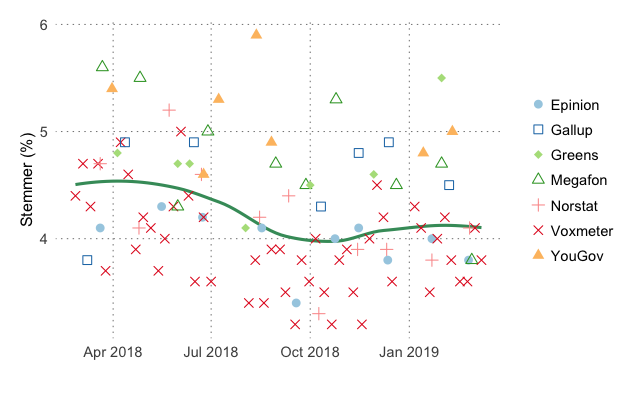 Stemmer (%)
6
5
4
Apr 2018
Jul 2018
Oct 2018
Jan 2019
Epinion
Gallup
Greens
Megafon
Norstat
Voxmeter
YouGov